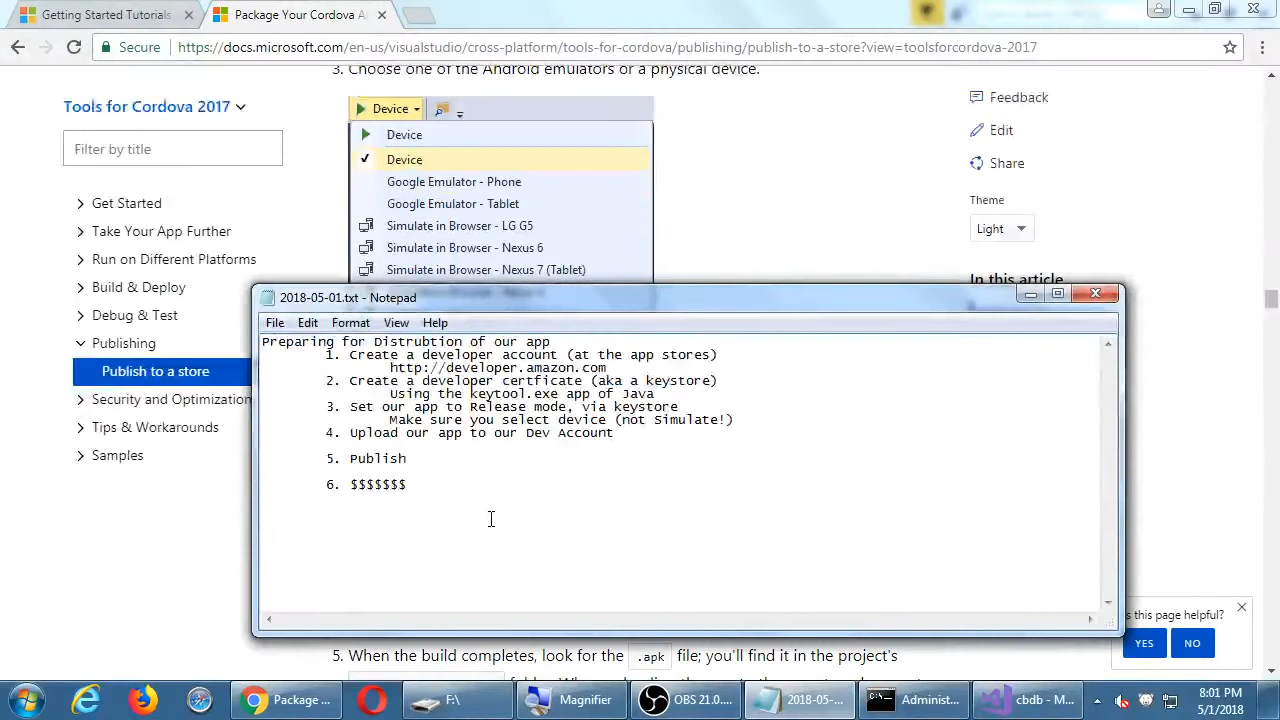 Getting Started Tutorials
Package Your Cordova A
Secure
https://docs.microsoft.com/en-us/visualstudio/cross-platform/tools-for-cordova/publishing/publish-to-a-store?view=toolsforcordova-2017
3. Choose one of the Android emulators or a physical device.
Tools for Cordova 2017
Filter by title
Get Started
Take Your App Further
Run on Different Platforms
Build & Deploy
Debug & Test
Publishing
Publish to a store
Security and Optimization
Tips & Workarounds
Samples
Device
Device
Device
Google Emulator - Phone
Google Emulator - Tablet
Simulate in Browser - LG G5
Simulate in Browser - Nexus 6
Simulate in Browser - Nexus 7 (Tablet)
Feedback
Edit
Share
Theme
Light
In this article
2018-05-01.txt - Notepad
File Edit Format View Help
Preparing for Distrubtion of our app
1. Create a developer account (at the app stores)
http://developer.amazon.com
2. Create a developer certficate (aka a keystore)
Using the keytool.exe app of Java
3. Set our app to Release mode, via keystore
Make sure you select device (not Simulate!)
4. Upload our app to our Dev Account
5. Publish
6. $$$$$$$
s this page helpful?
YES
NO
5. When the build completes, look for the .apk file; you'll find it in the project's
Package ...
F:\
Magnifier
OBS 21.0....
2018-05-...
Administ...
cbdb - M...
8:01 PM
5/1/2018